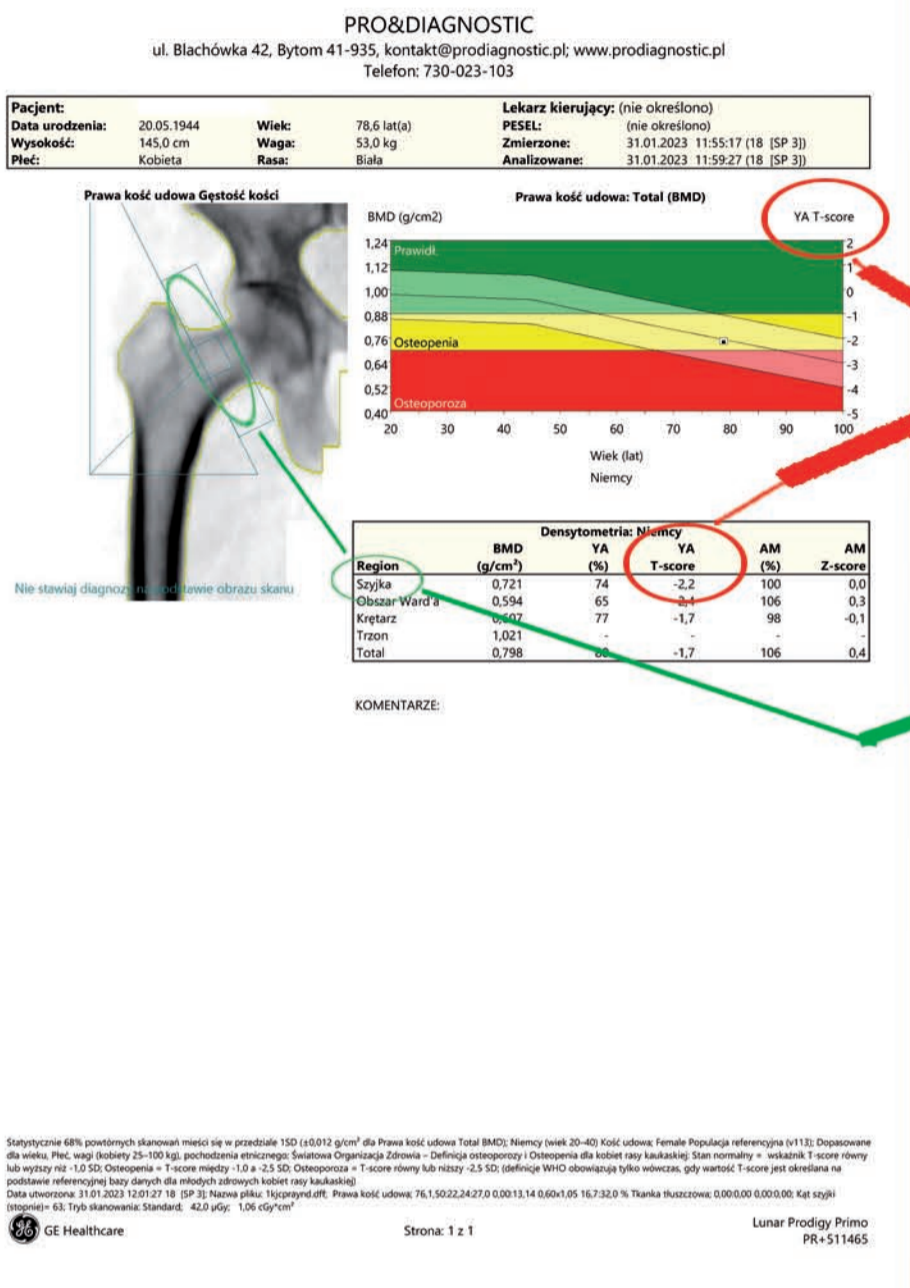 PRO&DIAGNOSTIC
ul. Blachówka 42, Bytom 41-935, kontakt@prodiagnostic.pl; www.prodiagnostic.pl
Telefon: 730-023-103
Pacjent: Lekarz kierujący: (nie określono)
Data urodzenia: 20.05.1944 Wiek: 78,6 lat(a) PESEL: (nie określono)
Wysokość: 145,0 cm Waga: 53,0 kg Zmierzone: 31.01.2023 11:55:17 (18 [SP 3])
Płeć: Kobieta Rasa: Biała Analizowane: 31.01.2023 11:59:27 (18 [SP 3])
Prawa kość udowa Gęstość kości
Nie stawiaj diagnozy na podstawie obrazu skanu
Prawa kość udowa: Total (BMD)
BMD (g/cm2) YA T-score
1,24 Prawidł. 2
1,12 1
1,00 0
0,88 -1
0,76 Osteopenia -2
0,64 -3
0,52 -4
0,40 Osteoporoza -5
20 30 40 50 60 70 80 90 100
Wiek (lat)
Niemcy
Densytometria: Niemcy
BMD YA YA AM AM
Region (g/cm²) (%) T-score (%) Z-score
Szyjka 0,721 74 -2,2 100 0,0
Obszar Ward'a 0,594 65 -2,4 106 0,3
Krętarz 0,607 77 -1,7 98 -0,1
Trzon 1,021 - - - -
Total 0,798 -1,7 106 0,4
KOMENTARZE:
Statystycznie 68% powtórnych skanowań mieści się w przedziale 1SD (±0,012 g/cm² dla Prawa kość udowa Total BMD); Niemcy (wiek 20–40) Kość udowa; Female Populacja referencyjna (v113); Dopasowane
dla wieku, Płeć, wagi (kobiety 25–100 kg), pochodzenia etnicznego; Światowa Organizacja Zdrowia – Definicja osteoporozy i Osteopenia dla kobiet rasy kaukaskiej: Stan normalny = wskaźnik T-score równy
lub wyższy niż -1,0 SD; Osteopenia = T-score między -1,0 a -2,5 SD; Osteoporoza = T-score równy lub niższy -2,5 SD; (definicje WHO obowiązują tylko wówczas, gdy wartość T-score jest określana na
podstawie referencyjnej bazy danych dla młodych zdrowych kobiet rasy kaukaskiej)
Data utworzona: 31.01.2023 12:01:27 18 [SP 3]; Nazwa pliku: 1kjcpraynd.dff; Prawa kość udowa; 76,1,50:22,24:27,0 0,00:13,14 0,60x1,05 16,7:32,0 % Tkanka tłuszczowa; 0,00:0,00 0,00:0,00; Kąt szyjki
(stopnie)= 63; Tryb skanowania: Standard; 42,0 µGy; 1,06 cGy*cm²
GE Healthcare Strona: 1 z 1 Lunar Prodigy Primo
PR+511465